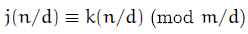 j(n/d) ≡ k(n/d) (mod m/d)